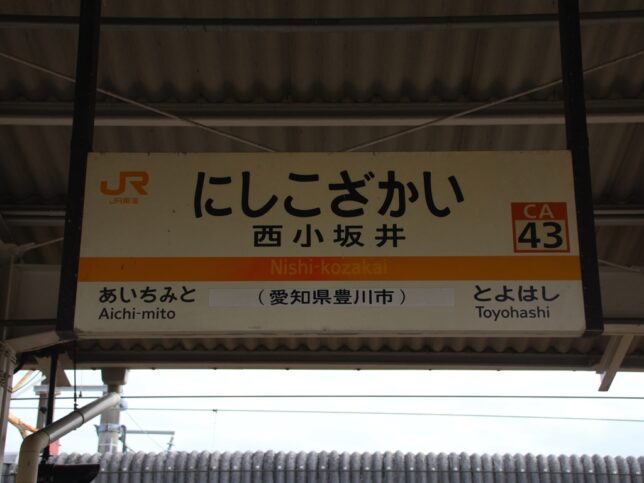 JR
JR東海
にしこざかい
西小坂井
CA
43
Nishi-kozakai
あいちみと
Aichi-mito
（愛知県豊川市）
とよはし
Toyohashi